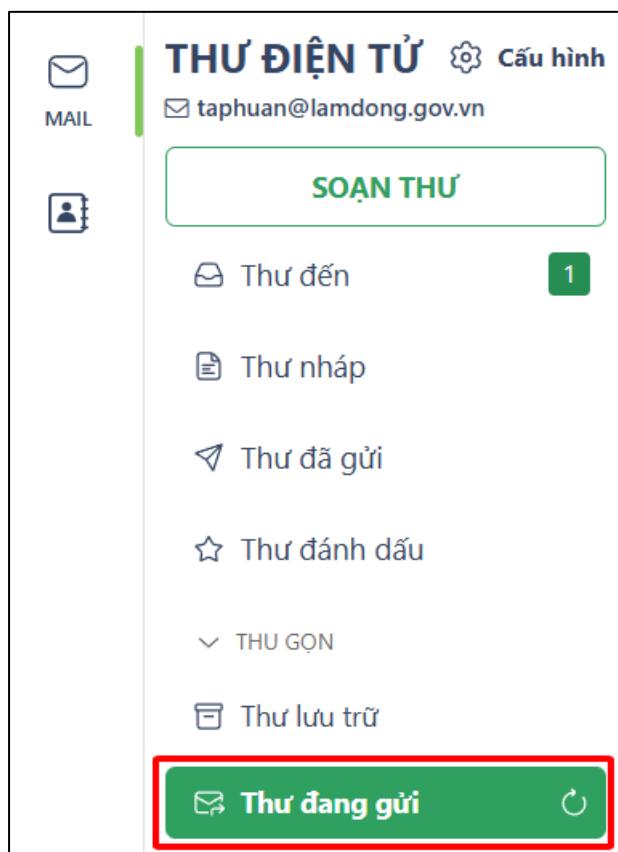 THƯ ĐIỆN TỬ Cấu hình
MAIL
taphuan@lamdong.gov.vn
SOẠN THƯ
Thư đến 1
Thư nháp
Thư đã gửi
Thư đánh dấu
THU GỌN
Thư lưu trữ
Thư đang gửi